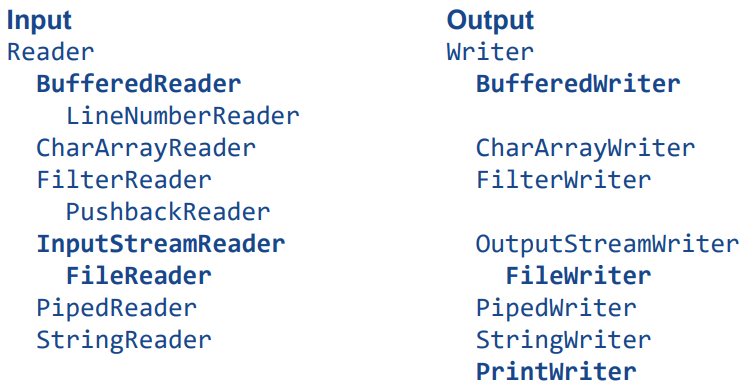 Input
Reader
BufferedReader
LineNumberReader
CharArrayReader
FilterReader
PushbackReader
InputStreamReader
FileReader
PipedReader
StringReader
Output
Writer
BufferedWriter
CharArrayWriter
FilterWriter
OutputStreamWriter
FileWriter
PipedWriter
StringWriter
PrintWriter